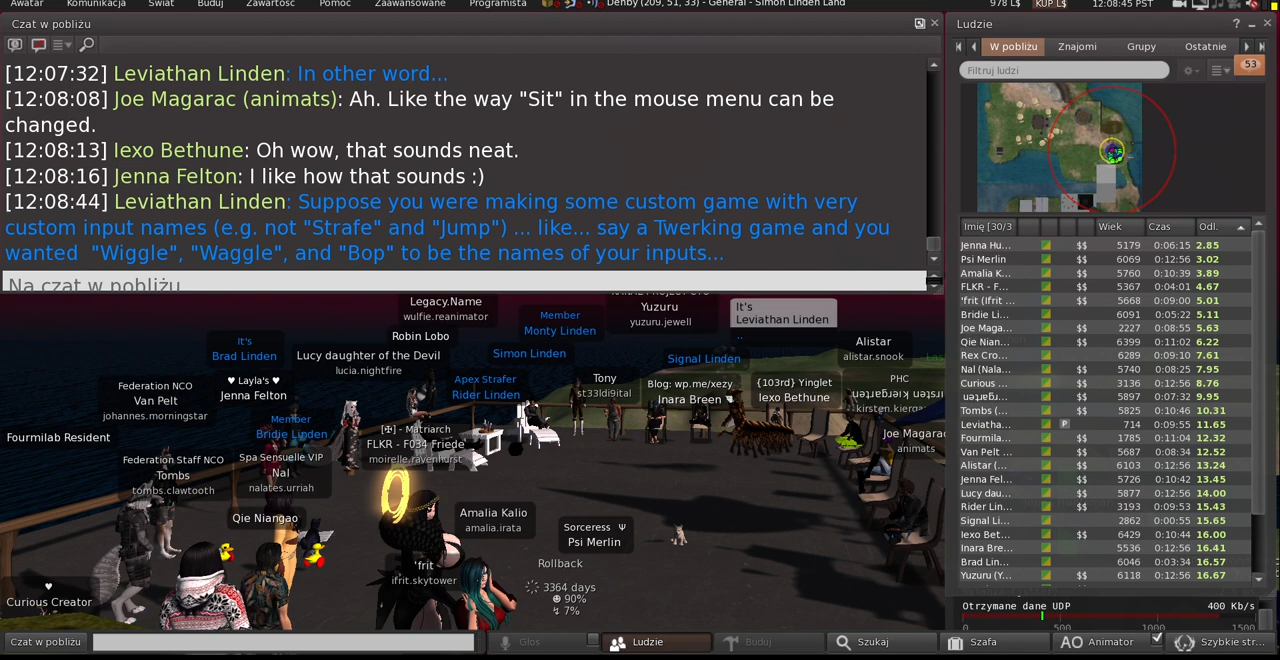 Awatar Komunikacja Świat Buduj Zawartość Pomoc Zaawansowane Programista Denby (209, 51, 33) - General - Simon Linden Land 978 L$ KUP L$ 12:08:45 PST
Czat w pobliżu
[12:07:32] Leviathan Linden: In other word...
[12:08:08] Joe Magarac (animats): Ah. Like the way "Sit" in the mouse menu can be
changed.
[12:08:13] Iexo Bethune: Oh wow, that sounds neat.
[12:08:16] Jenna Felton: I like how that sounds :)
[12:08:44] Leviathan Linden: Suppose you were making some custom game with very
custom input names (e.g. not "Strafe" and "Jump") ... like... say a Twerking game and you
wanted "Wiggle", "Waggle", and "Bop" to be the names of your inputs...
Na czat w pobliżu
Legacy.Name
wulfie.reanimator
Robin Lobo
Member
Monty Linden
Yuzuru
yuzuru.jewell
It's
Leviathan Linden
It's
Brad Linden
Lucy daughter of the Devil
lucia.nightfire
Simon Linden
Signal Linden
Alistar
alistar.snook
Federation NCO
Van Pelt
johannes.morningstar
♥ Layla's ♥
Jenna Felton
Apex Strafer
Rider Linden
Tony
st33ldi9ital
Blog: wp.me/xezy
Inara Breen
{103rd} Yinglet
Iexo Bethune
PHC
Fourmilab Resident
Member
Bridie Linden
[✠] - Matriarch
FLKR - F034 Friede
moirelle.ravenhurst
Joe Magarac
animats
Federation Staff NCO
Tombs
tombs.clawtooth
Spa Sensuelle VIP
Nal
nalates.urriah
Qie Niangao
Amalia Kalio
amalia.irata
Sorceress Ψ
Psi Merlin
'frit
ifrit.skytower
Rollback
3364 days
90%
7%
♥
Curious Creator
Ludzie
W pobliżu Znajomi Grupy Ostatnie
Filtruj ludzi
53
Imię [30/3 Wiek Czas Odl.
Jenna Hu... $$ 5179 0:06:15 2.85
Psi Merlin $$ 6069 0:12:56 3.02
Amalia K... $$ 5760 0:10:39 3.89
FLKR - F... $$ 5367 0:04:01 4.67
'frit (Ifrit ... $$ 5668 0:09:00 5.01
Bridie Li... 6091 0:05:22 5.11
Joe Maga... $$ 2227 0:08:55 5.63
Qie Nian... $$ 6399 0:11:02 6.22
Rex Cro... 6289 0:09:10 7.61
Nal (Nala... $$ 5740 0:08:25 7.95
Curious ... $$ 3136 0:12:56 8.76
$$ 5897 0:07:32 9.95
Tombs (... $$ 5825 0:10:46 10.31
Leviatha... P 714 0:09:55 11.65
Fourmila... $$ 1785 0:11:04 12.32
Van Pelt ... $$ 5687 0:08:34 12.52
Alistar (... $$ 6103 0:12:56 13.24
Jenna Fel... $$ 5726 0:10:42 13.45
Lucy dau... $$ 5877 0:12:56 14.00
Rider Lin... $$ 3193 0:09:53 15.43
Signal Li... 2862 0:00:55 15.65
Iexo Bet... $$ 6429 0:10:44 16.00
Inara Bre... 5536 0:12:56 16.41
Brad Lin... 6046 0:03:34 16.57
Yuzuru (Y... $$ 6118 0:12:56 16.67
Otrzymane dane UDP 400 Kb/s
0 500 1000 1500
Czat w pobliżu Głos Ludzie Buduj Szukaj Szafa AO Animator Szybkie str...